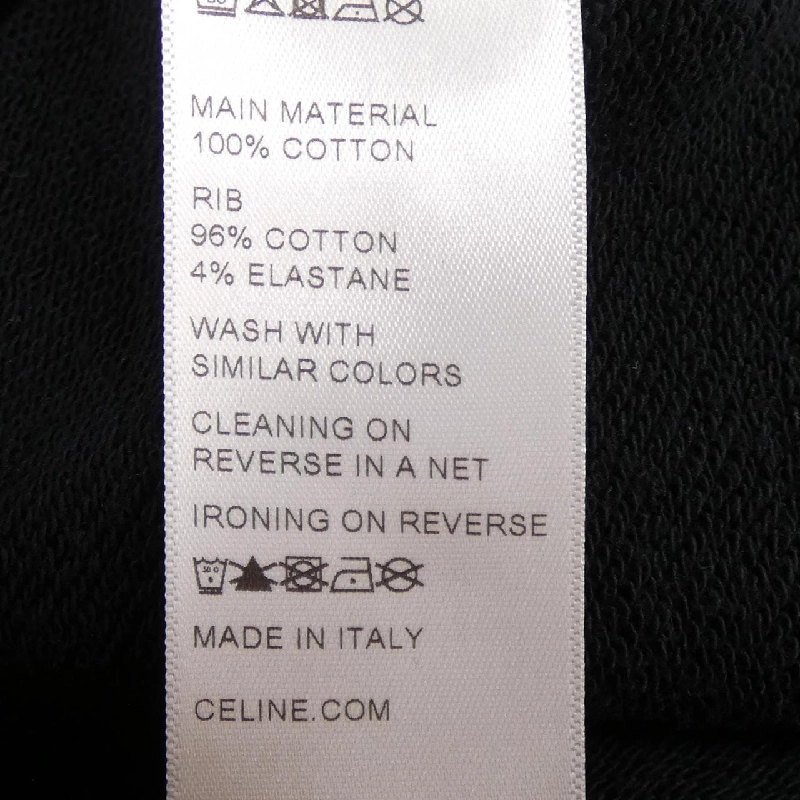 MAIN MATERIAL
100% COTTON
RIB
96% COTTON
4% ELASTANE
WASH WITH
SIMILAR COLORS
CLEANING ON
REVERSE IN A NET
IRONING ON REVERSE
MADE IN ITALY
CELINE.COM